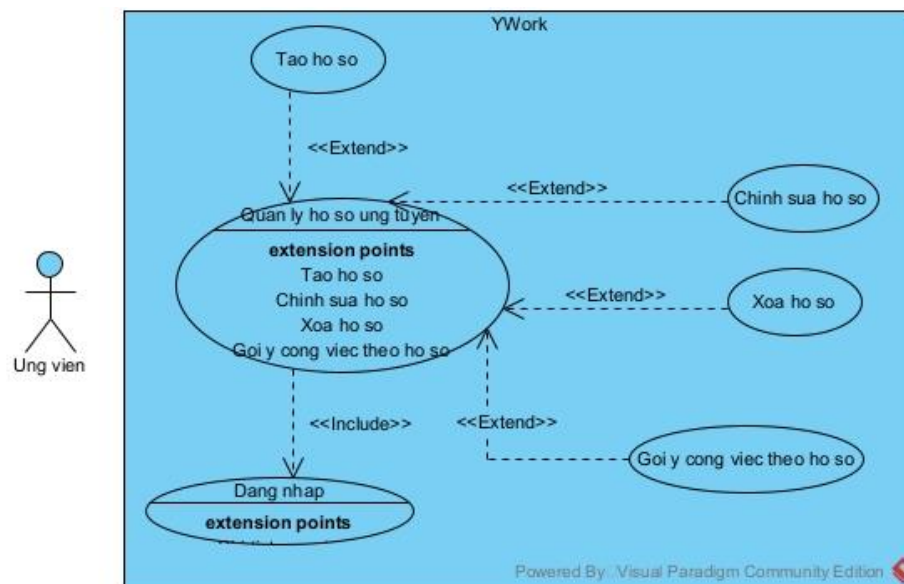 YWork
Tao ho so
<<Extend>>
<<Extend>>
Chinh sua ho so
Quan ly ho so ung tuyen
extension points
Tao ho so
Chinh sua ho so
Xoa ho so
Goi y cong viec theo ho so
<<Extend>>
Xoa ho so
Ung vien
<<Include>>
<<Extend>>
Goi y cong viec theo ho so
Dang nhap
extension points
Powered By Visual Paradigm Community Edition